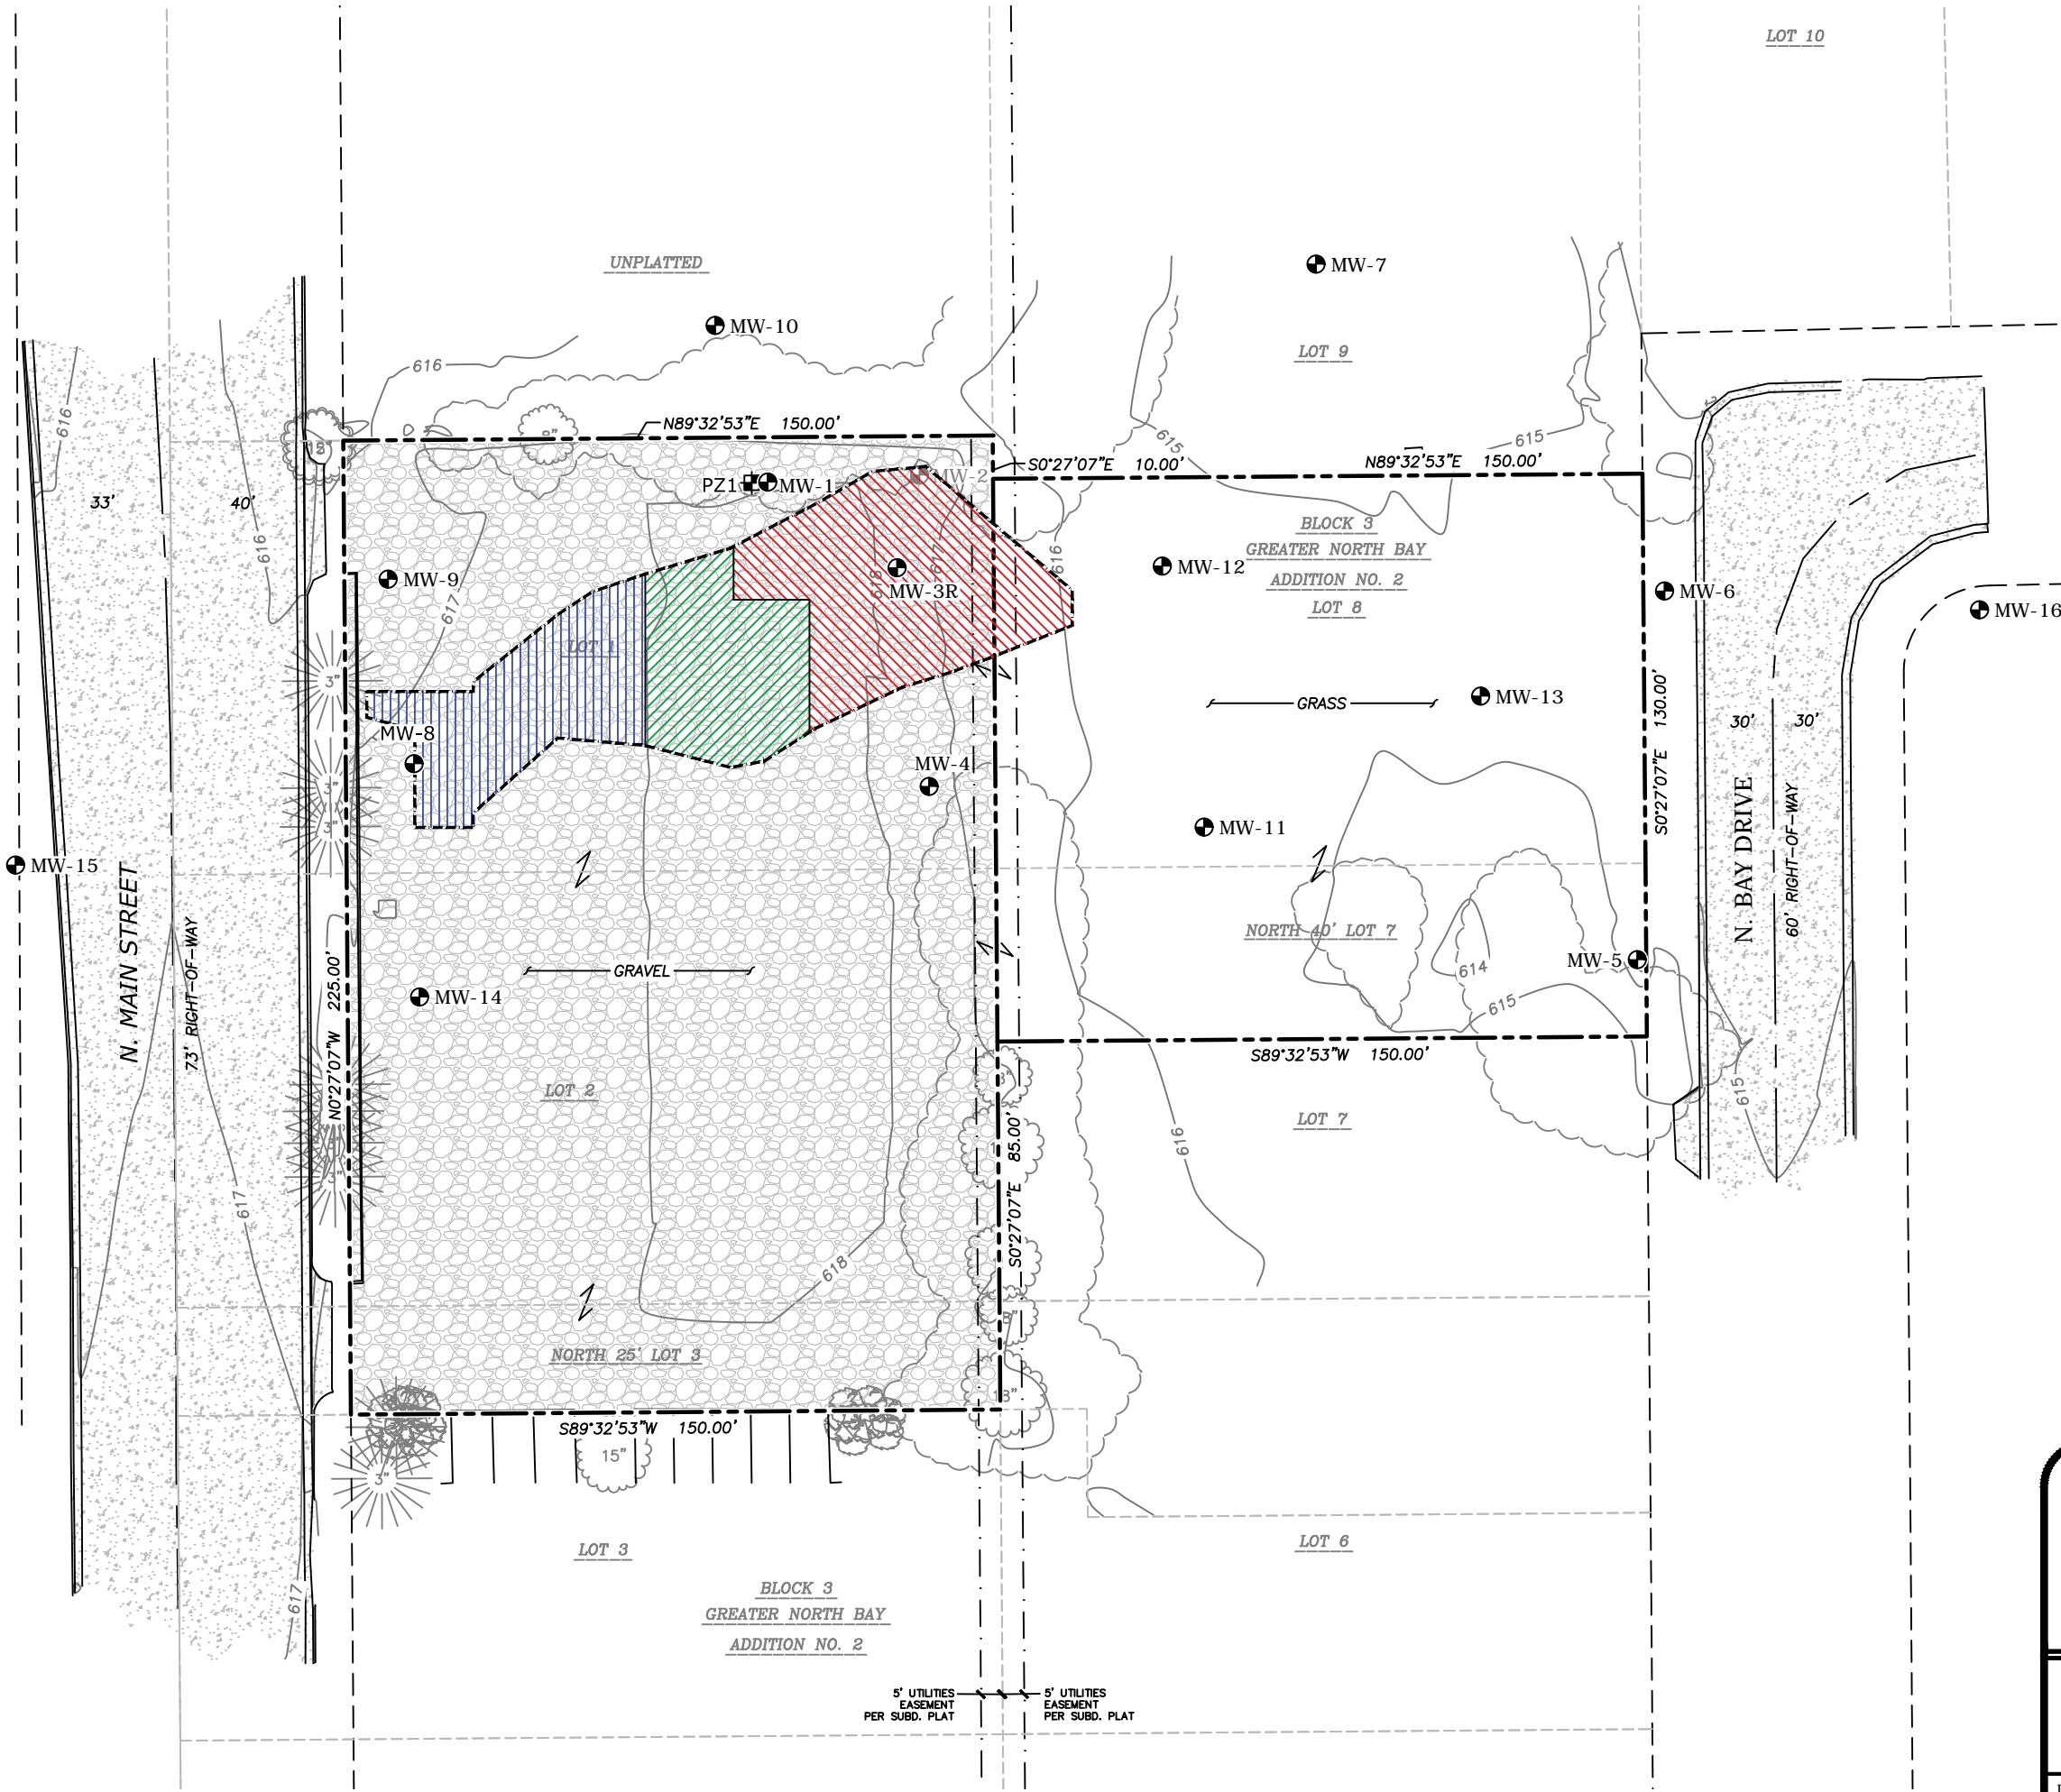 LOT 10
UNPLATTED
MW-7
MW-10
LOT 9
616
616
N89°32'53"E 150.00'
615
615
N89°32'53"E 150.00'
S0°27'07"E 10.00'
8"
33'
40'
PZ1
MW-1
MW-2
BLOCK 3
GREATER NORTH BAY
ADDITION NO. 2
LOT 8
616
616
617
618
MW-12
MW-9
MW-3R
MW-6
MW-16
617
LOT 1
3"
MW-13
GRASS
30'
30'
S0°27'07"E 130.00'
MW-8
MW-4
3"
3"
MW-11
N. BAY DRIVE
60' RIGHT-OF-WAY
MW-15
N. MAIN STREET
73' RIGHT-OF-WAY
NORTH 40' LOT 7
614
MW-5
GRAVEL
N0°27'07"W 225.00'
MW-14
615
S89°32'53"W 150.00'
LOT 2
LOT 7
615
S0°27'07"E 85.00'
616
3"
617
618
NORTH 25' LOT 3
S89°32'53"W 150.00'
15"
3"
LOT 3
LOT 6
617
BLOCK 3
GREATER NORTH BAY
ADDITION NO. 2
5' UTILITIES
EASEMENT
PER SUBD. PLAT
5' UTILITIES
EASEMENT
PER SUBD. PLAT